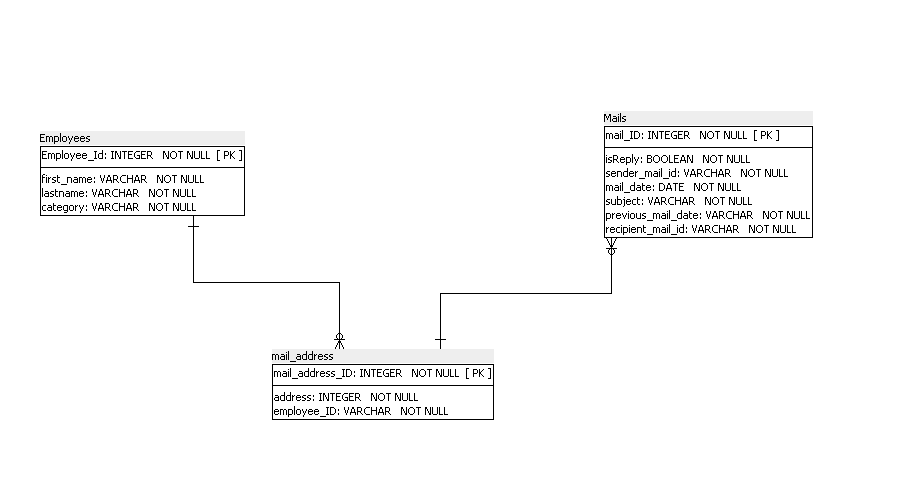 Employees
Employee_Id: INTEGER NOT NULL [ PK ]
first_name: VARCHAR NOT NULL
lastname: VARCHAR NOT NULL
category: VARCHAR NOT NULL
Mails
mail_ID: INTEGER NOT NULL [ PK ]
isReply: BOOLEAN NOT NULL
sender_mail_id: VARCHAR NOT NULL
mail_date: DATE NOT NULL
subject: VARCHAR NOT NULL
previous_mail_date: VARCHAR NOT NULL
recipient_mail_id: VARCHAR NOT NULL
mail_address
mail_address_ID: INTEGER NOT NULL [ PK ]
address: INTEGER NOT NULL
employee_ID: VARCHAR NOT NULL